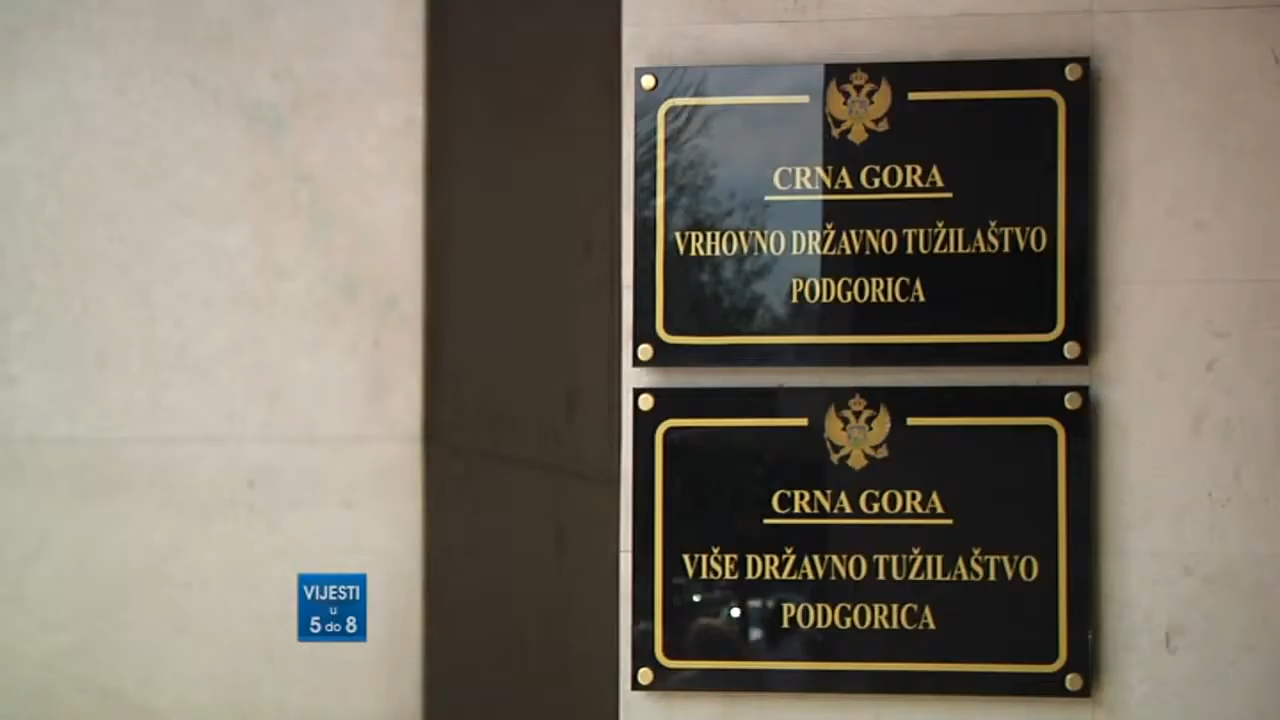 CRNA GORA
VRHOVNO DRŽAVNO TUŽILAŠTVO
PODGORICA
CRNA GORA
VIŠE DRŽAVNO TUŽILAŠTVO
PODGORICA
VIJESTI
u
5 do 8